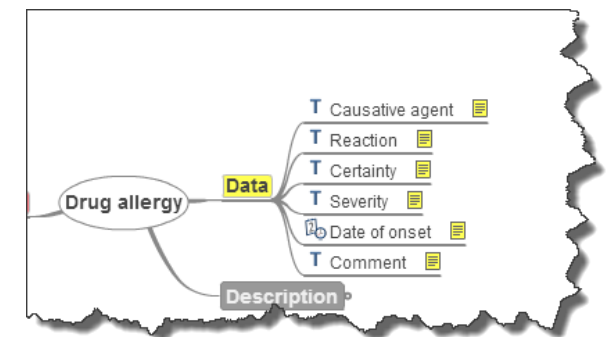 T Causative agent
T Reaction
Data
T Certainty
Drug allergy
T Severity
Date of onset
T Comment
Description